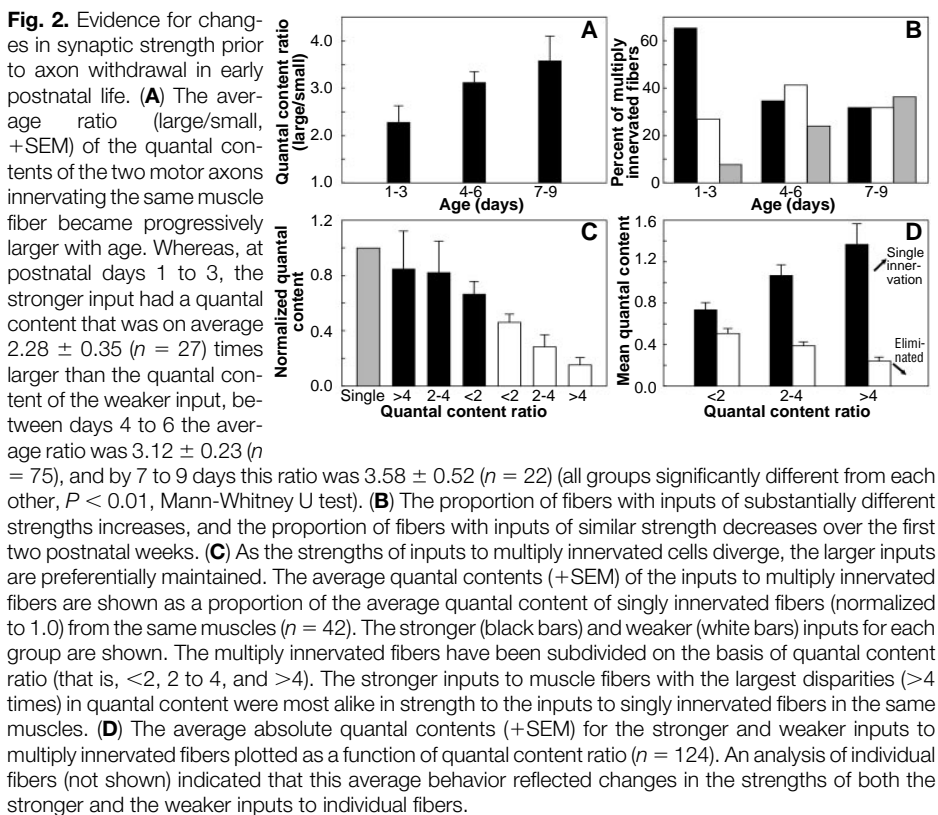 Fig. 2. Evidence for chang-
es in synaptic strength prior
to axon withdrawal in early
postnatal life. (A) The aver-
age ratio (large/small,
+SEM) of the quantal con-
tents of the two motor axons
innervating the same muscle
fiber became progressively
larger with age. Whereas, at
postnatal days 1 to 3, the
stronger input had a quantal
content that was on average
2.28 ± 0.35 (n = 27) times
larger than the quantal con-
tent of the weaker input, be-
tween days 4 to 6 the aver-
age ratio was 3.12 ± 0.23 (n
= 75), and by 7 to 9 days this ratio was 3.58 ± 0.52 (n = 22) (all groups significantly different from each
other, P < 0.01, Mann-Whitney U test). (B) The proportion of fibers with inputs of substantially different
strengths increases, and the proportion of fibers with inputs of similar strength decreases over the first
two postnatal weeks. (C) As the strengths of inputs to multiply innervated cells diverge, the larger inputs
are preferentially maintained. The average quantal contents (+SEM) of the inputs to multiply innervated
fibers are shown as a proportion of the average quantal content of singly innervated fibers (normalized
to 1.0) from the same muscles (n = 42). The stronger (black bars) and weaker (white bars) inputs for each
group are shown. The multiply innervated fibers have been subdivided on the basis of quantal content
ratio (that is, <2, 2 to 4, and >4). The stronger inputs to muscle fibers with the largest disparities (>4
times) in quantal content were most alike in strength to the inputs to singly innervated fibers in the same
muscles. (D) The average absolute quantal contents (+SEM) for the stronger and weaker inputs to
multiply innervated fibers plotted as a function of quantal content ratio (n = 124). An analysis of individual
fibers (not shown) indicated that this average behavior reflected changes in the strengths of both the
stronger and the weaker inputs to individual fibers.
A
Quantal content ratio
(large/small)
4.0
3.0
2.0
1.0
1-3 4-6 7-9
Age (days)
B
Percent of multiply
innervated fibers
60
40
20
0
1-3 4-6 7-9
Age (days)
C
Normalized quantal
content
1.2
0.8
0.4
0.0
Single >4 2-4 <2 <2 2-4 >4
Quantal content ratio
D
Mean quantal content
1.6
1.2
0.8
0.4
0.0
Single
inner-
vation
Elimi-
nated
<2 2-4 >4
Quantal content ratio